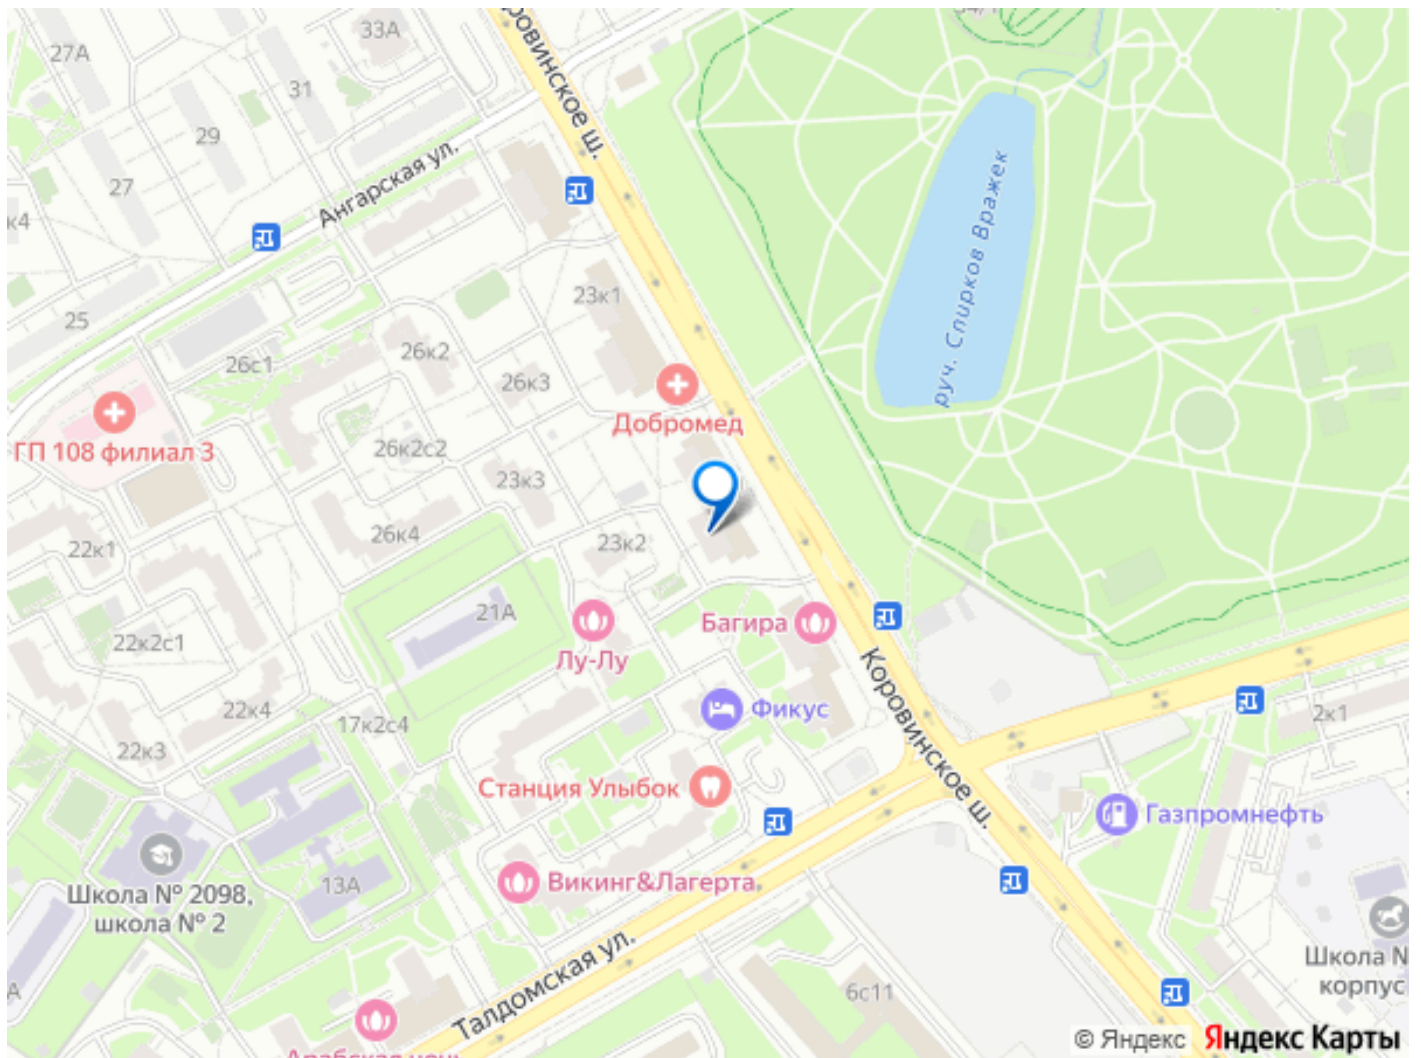 33А
27А
31
29
27
к4
25
Ангарская ул.
ровинское ш.
руч. Спирков Вражек
23к1
26к2
26с1
26к3
Добромед
ГП 108 филиал 3
26к2с2
23к3
26к4
23к2
22к1
21А
Лу-Лу
Багира
22к2с1
22к4
17к2с4
22к3
Фикус
Коровинское ш.
2к1
Станция Улыбок
Газпромнефть
Викинг&Лагерта
13А
Школа № 2098,
школа № 2
Талдомская ул.
6с11
Школа N
корпус
А
© Яндекс
Яндекс Карты